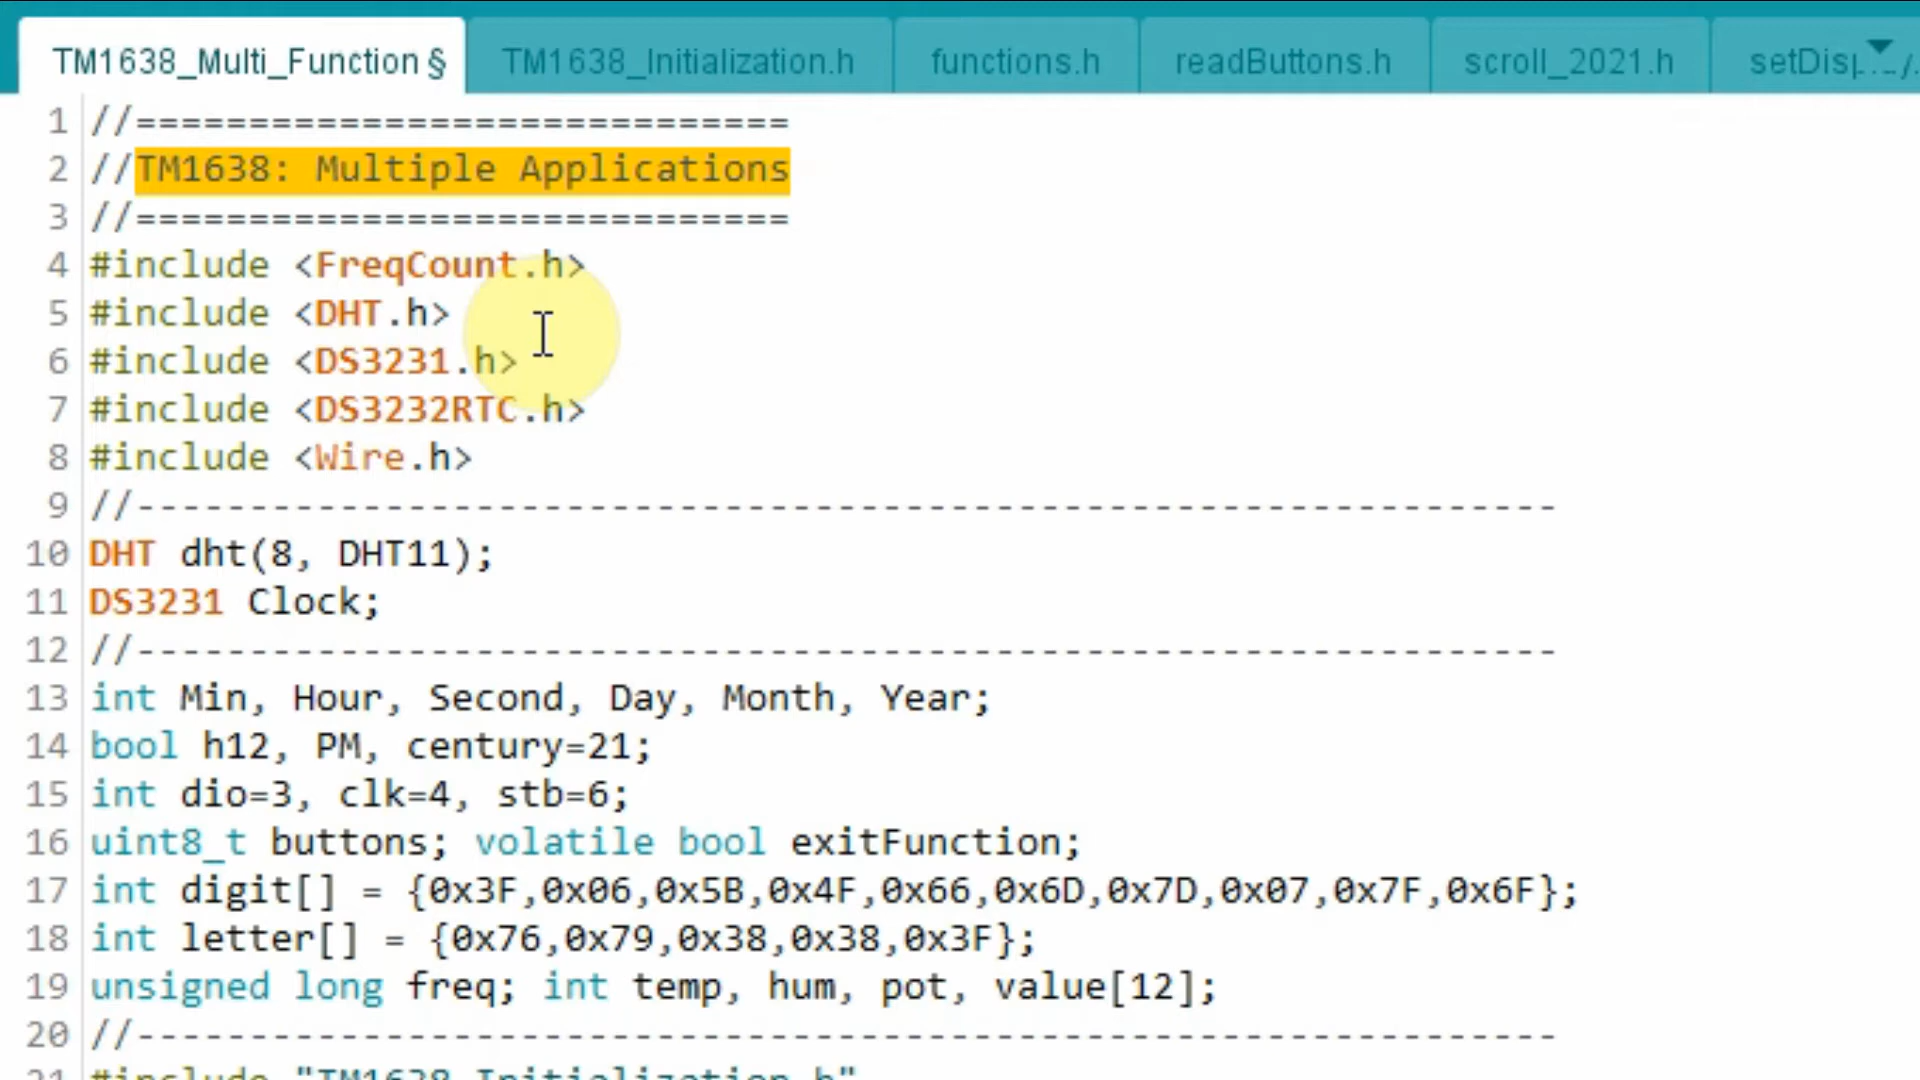 TM1638_Multi_Function § TM1638_Initialization.h functions.h readButtons.h scroll_2021.h
1 //=============================
2 //TM1638: Multiple Applications
3 //=============================
4 #include <FreqCount.h>
5 #include <DHT.h>
6 #include <DS3231.h>
7 #include <DS3232RTC.h>
8 #include <Wire.h>
9 //---------------------------------------------------------------
10 DHT dht(8, DHT11);
11 DS3231 Clock;
12 //---------------------------------------------------------------
13 int Min, Hour, Second, Day, Month, Year;
14 bool h12, PM, century=21;
15 int dio=3, clk=4, stb=6;
16 uint8_t buttons; volatile bool exitFunction;
17 int digit[] = {0x3F,0x06,0x5B,0x4F,0x66,0x6D,0x7D,0x07,0x7F,0x6F};
18 int letter[] = {0x76,0x79,0x38,0x38,0x3F};
19 unsigned long freq; int temp, hum, pot, value[12];
20 //---------------------------------------------------------------
21 #include "TM1638_Initialization.h"